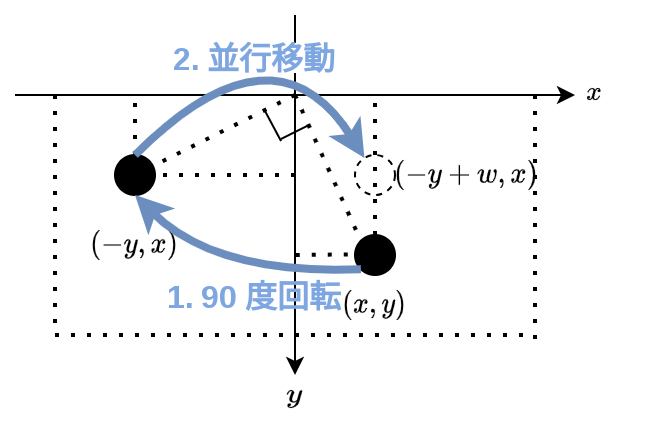 2. 並行移動
x
(−y + w, x)
(−y, x)
1. 90 度回転
(x, y)
y